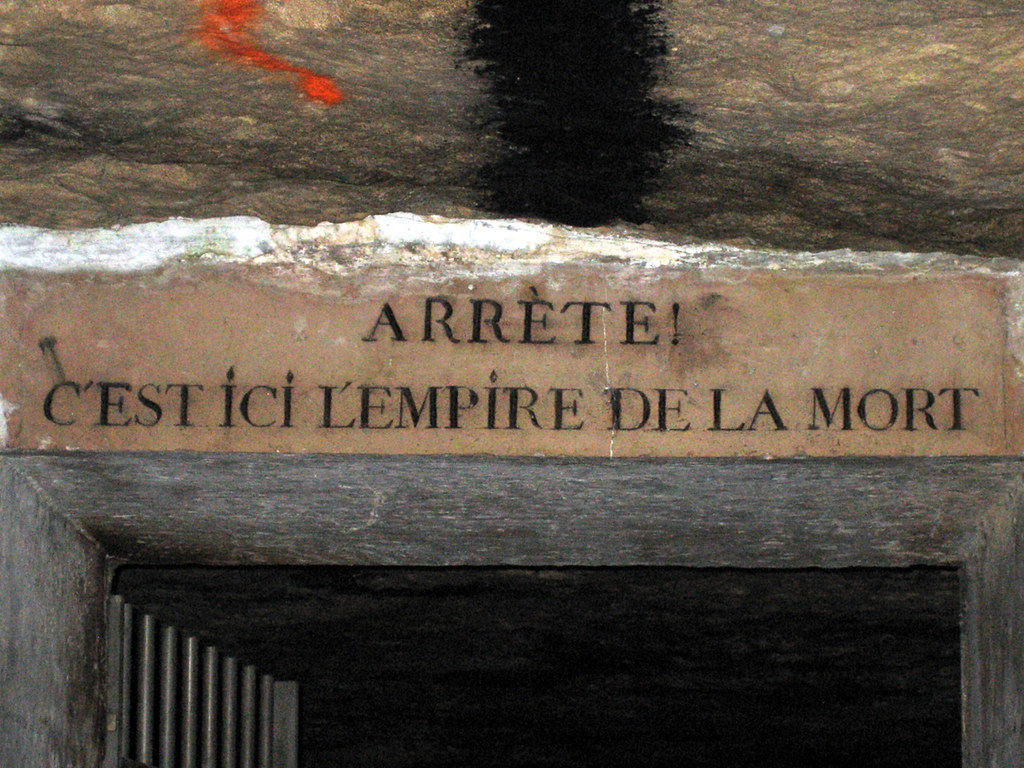 ARRÈTE!
C'EST iCi L'EMPiRE DE LA MORT